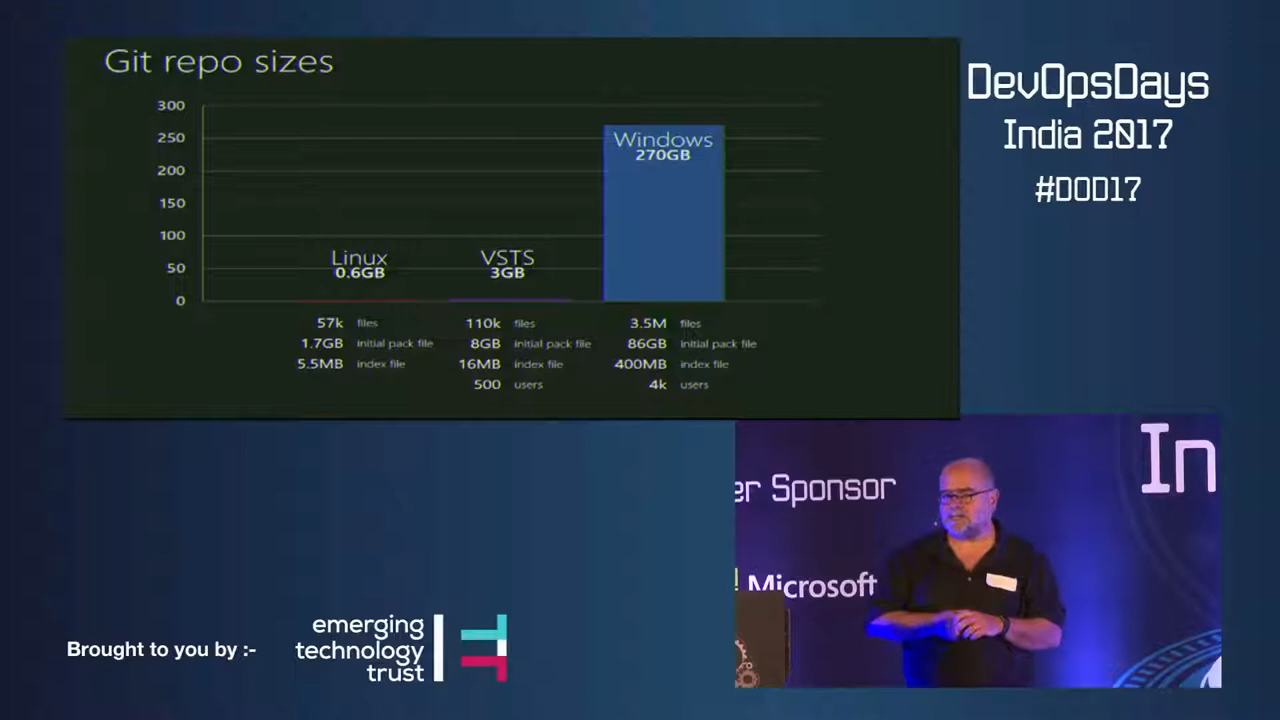 Git repo sizes
300
250
200
150
100
50
0
Linux
0.6GB
VSTS
3GB
Windows
270GB
57k files
1.7GB initial pack file
5.5MB index file
110k files
8GB initial pack file
16MB index file
500 users
3.5M files
86GB initial pack file
400MB index file
4k users
DevOpsDays
India 2017
#DOD17
er Sponsor
In
Microsoft
Brought to you by :-
emerging
technology
trust